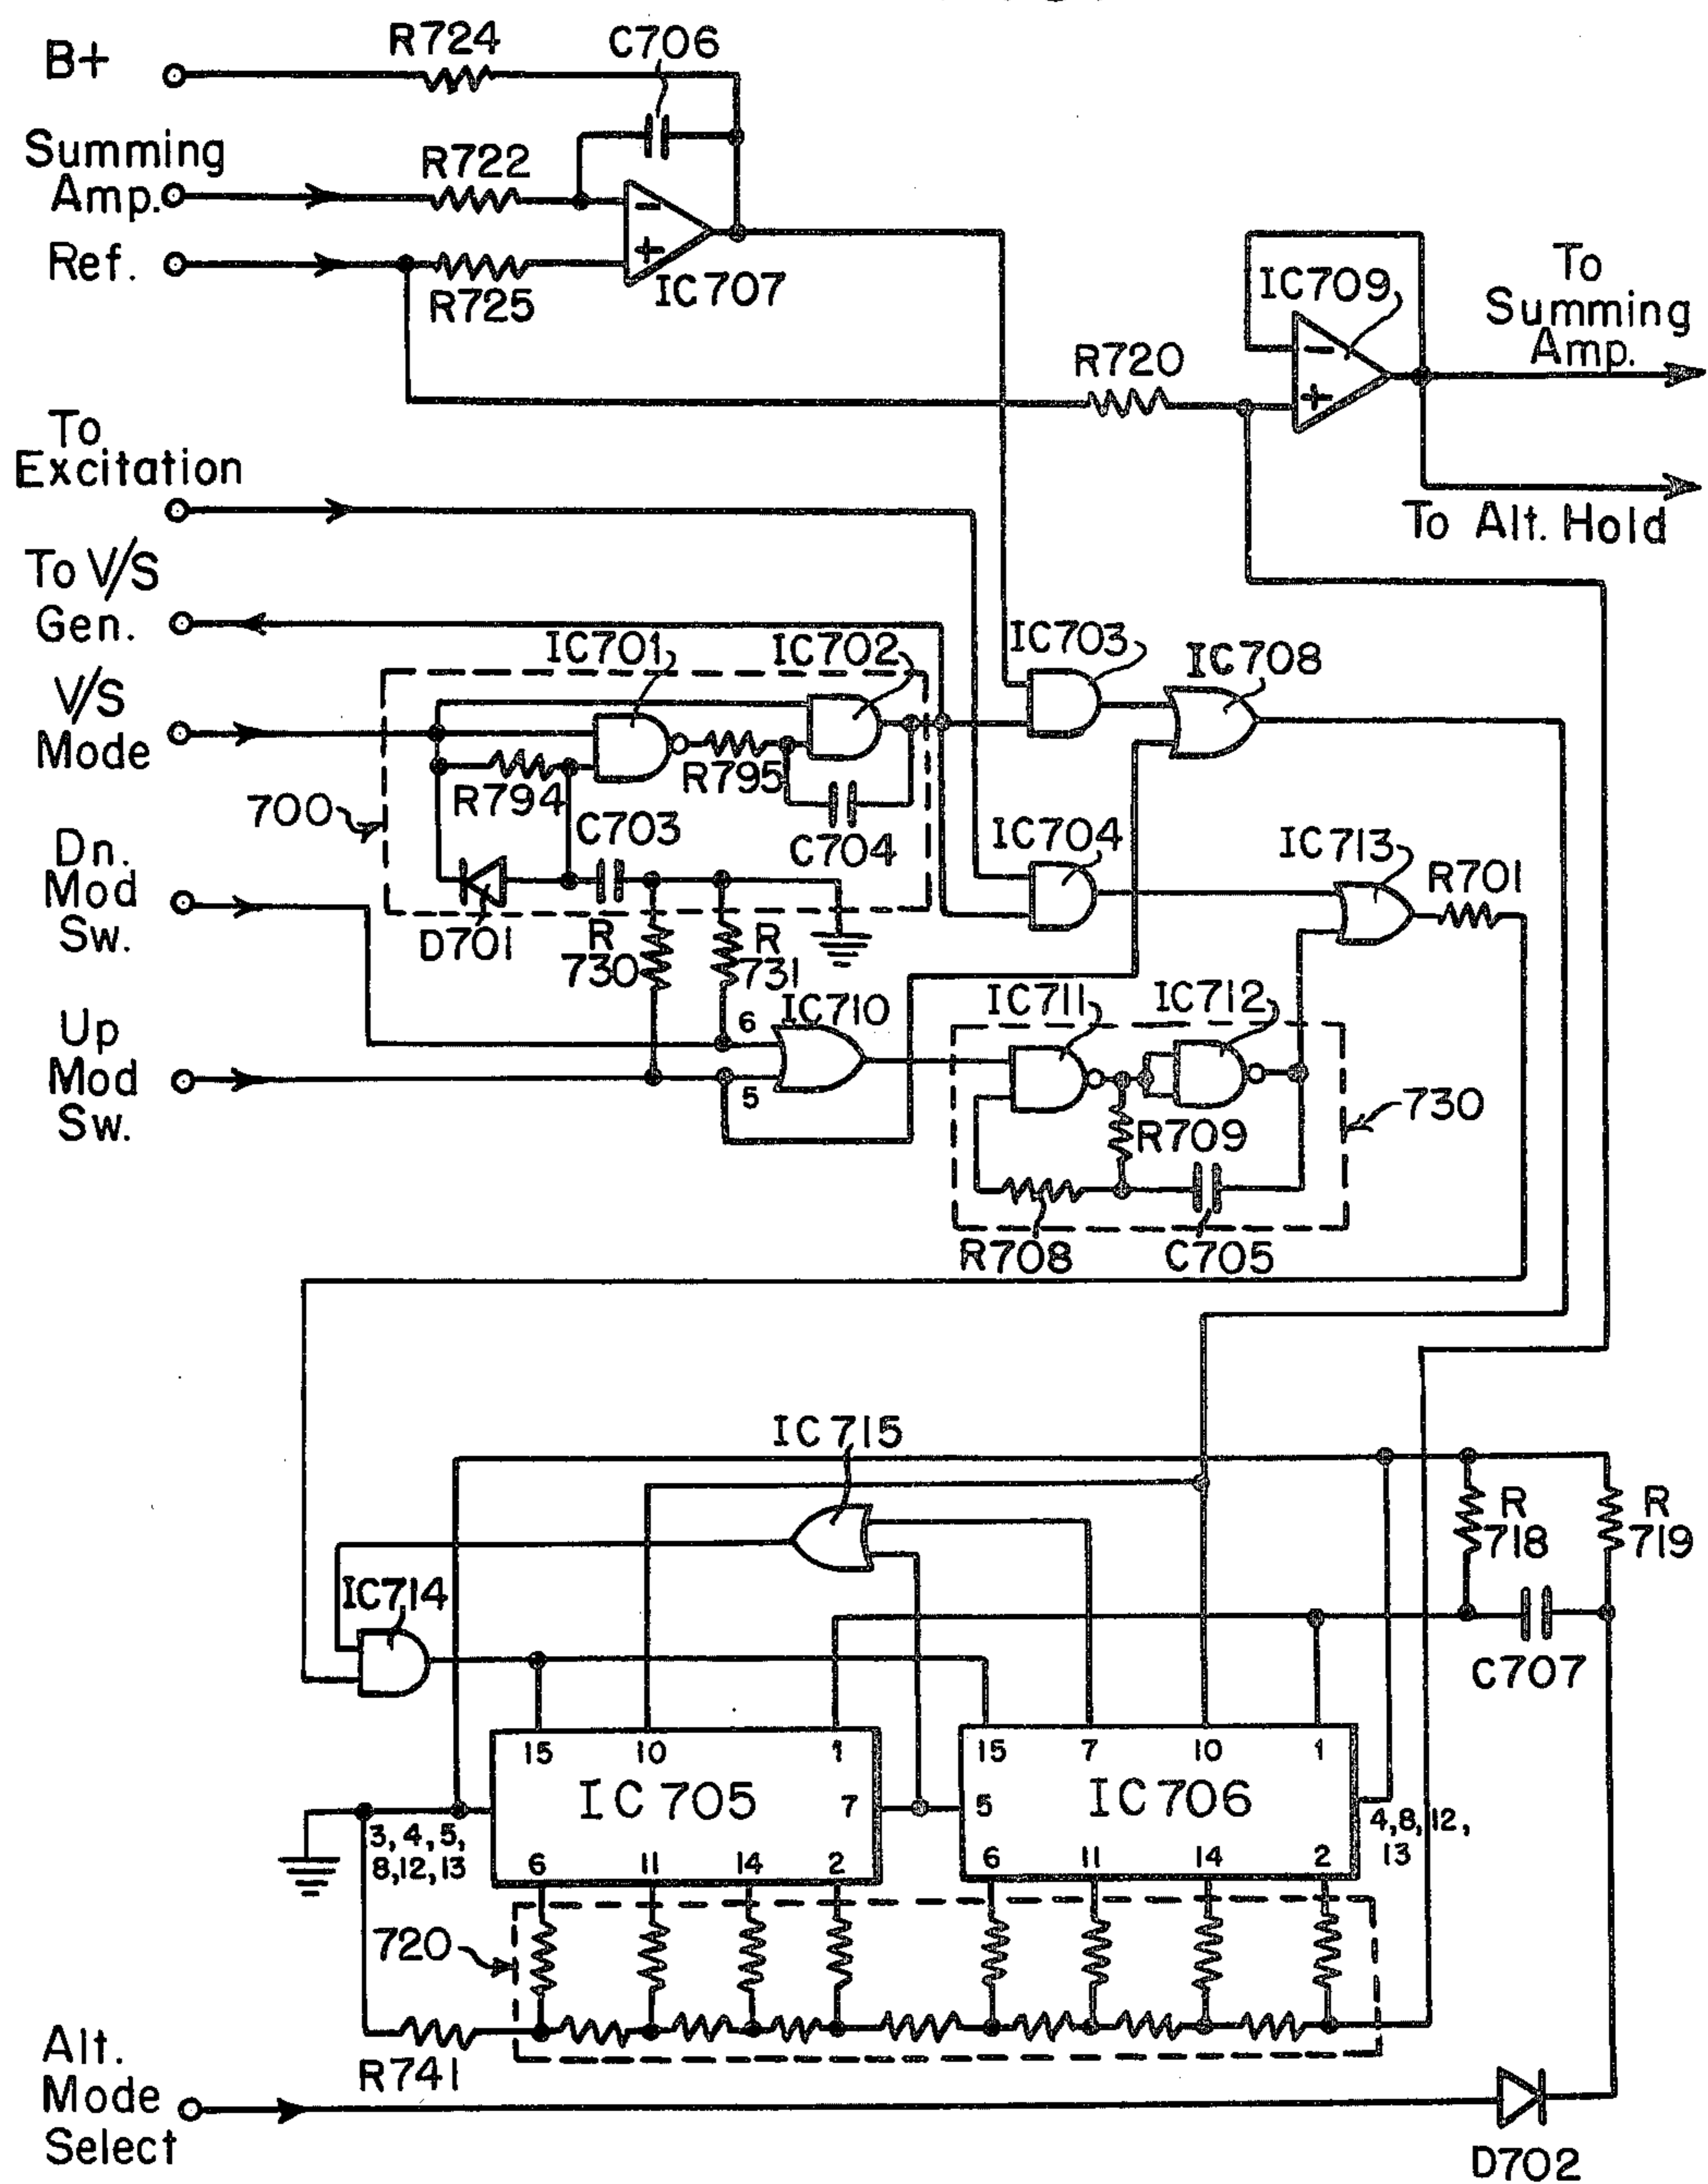 B+
R724
C706
Summing
Amp.
R722
-
+
Ref.
R725
IC707
IC709
-
+
To
Summing
Amp.
R720
To
Excitation
To Alt. Hold
To V/S
Gen.
IC701
IC702
IC703
IC708
V/S
Mode
R794
R795
700
C703
C704
IC704
IC713
R701
Dn.
Mod
Sw.
D701
R
730
R
731
IC710
6
5
IC711
IC712
Up
Mod
Sw.
730
R709
R708
C705
IC715
R
718
R
719
IC714
C707
15
10
1
15
7
10
1
IC705
7
5
IC706
3, 4, 5,
8, 12, 13
4, 8, 12,
13
6
11
14
2
6
11
14
2
720
R741
Alt.
Mode
Select
D702